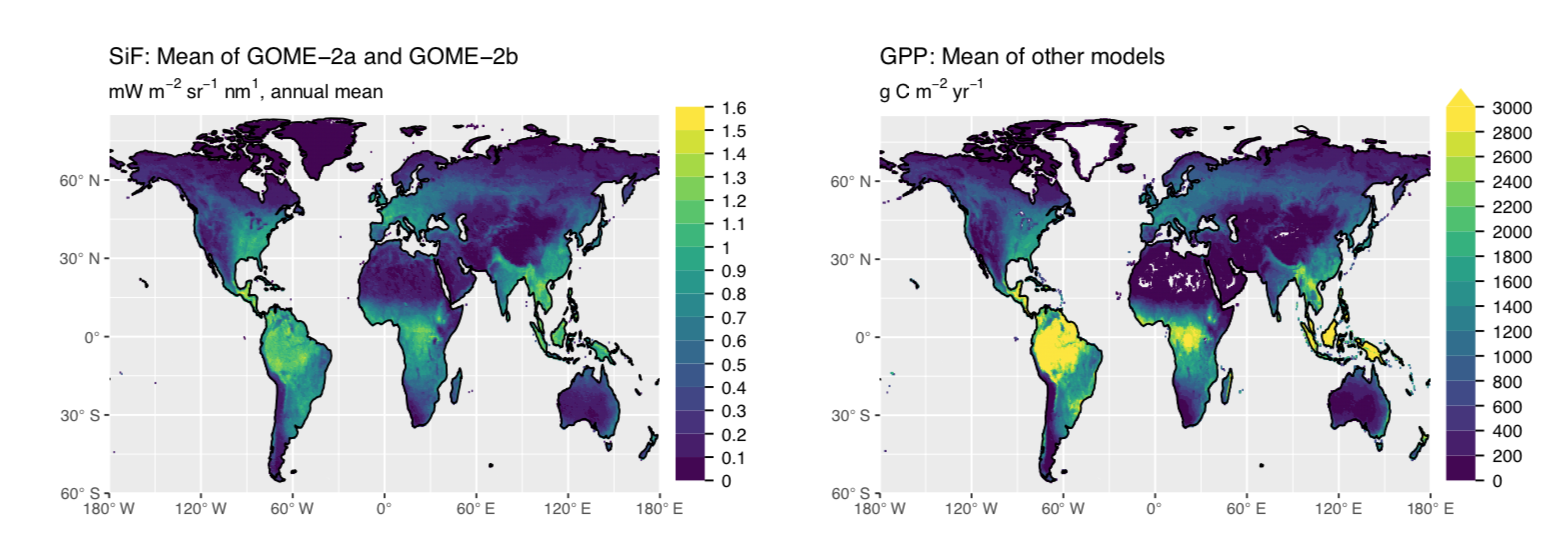 SiF: Mean of GOME−2a and GOME−2b
mW m⁻² sr⁻¹ nm¹, annual mean
1.6
1.5
1.4
1.3
1.2
1.1
1
0.9
0.8
0.7
0.6
0.5
0.4
0.3
0.2
0.1
0
60° N
30° N
0°
30° S
60° S
180° W 120° W 60° W 0° 60° E 120° E 180° E
GPP: Mean of other models
g C m⁻² yr⁻¹
3000
2800
2600
2400
2200
2000
1800
1600
1400
1200
1000
800
600
400
200
0
60° N
30° N
0°
30° S
60° S
180° W 120° W 60° W 0° 60° E 120° E 180° E